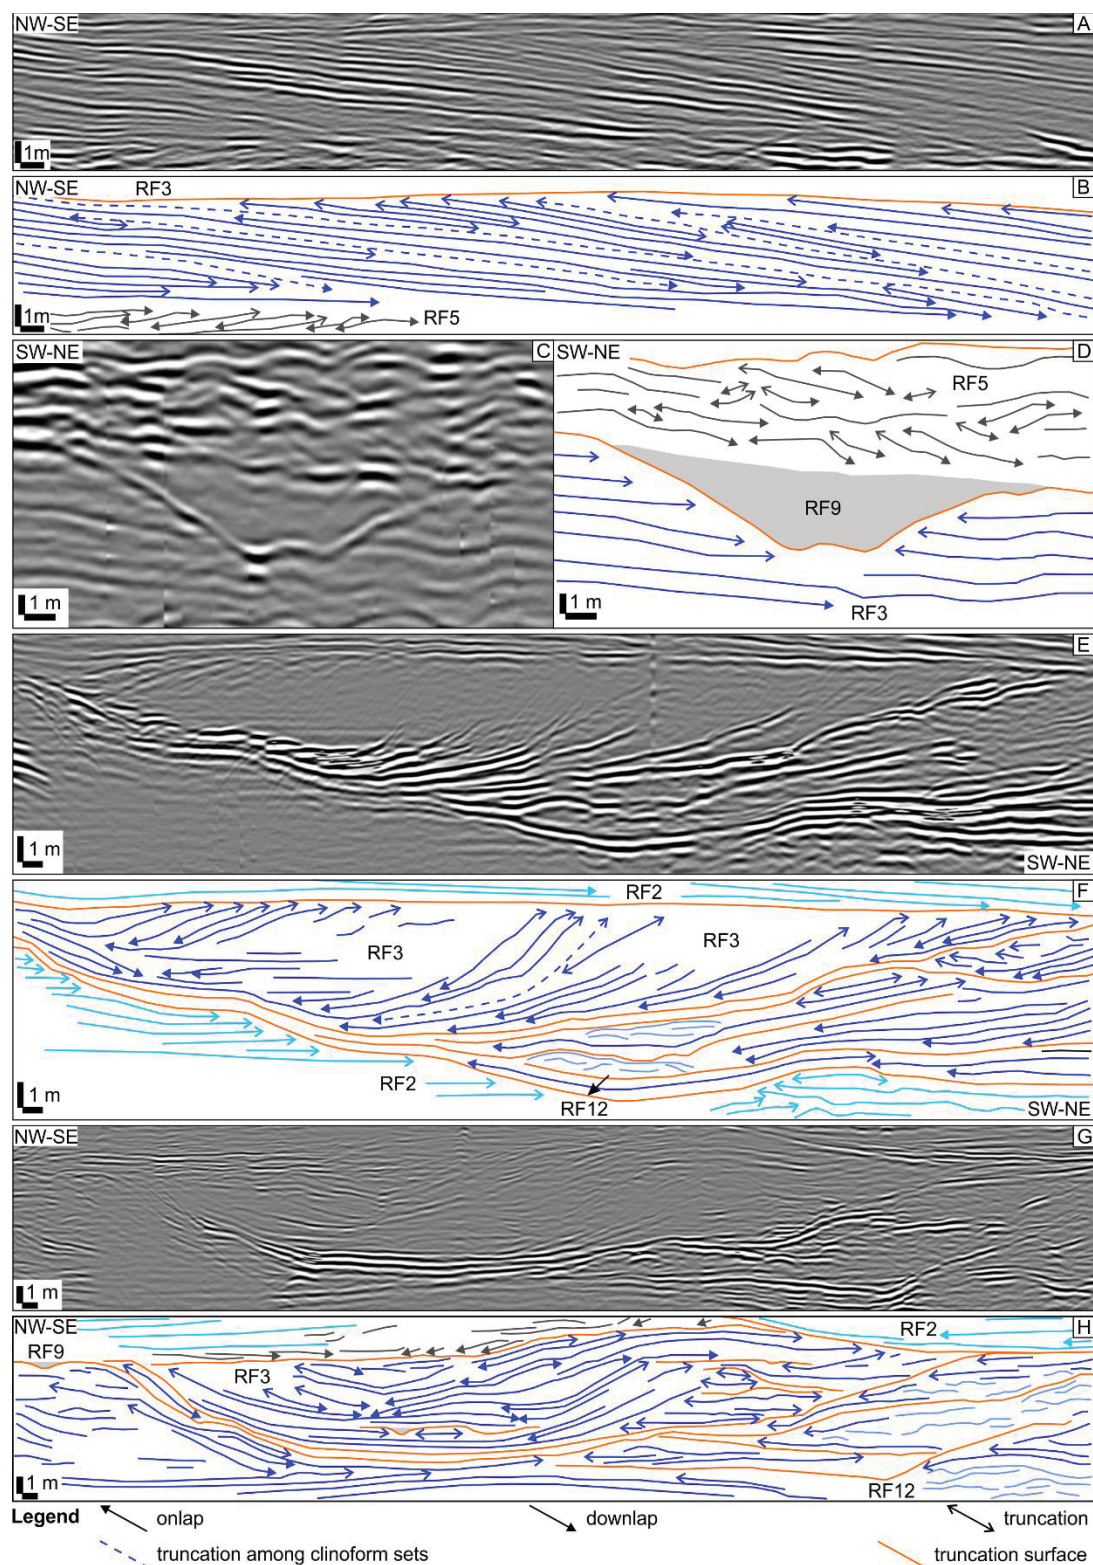 NW-SE A
1m
NW-SE RF3 B
1m RF5
SW-NE C
1 m
SW-NE D
RF5
RF9
1 m RF3
E
1 m SW-NE
RF2 F
RF3 RF3
RF2
1 m RF12 SW-NE
NW-SE G
1 m
NW-SE RF2 H
RF9
RF3
1 m RF12
Legend onlap downlap truncation
truncation among clinoform sets truncation surface